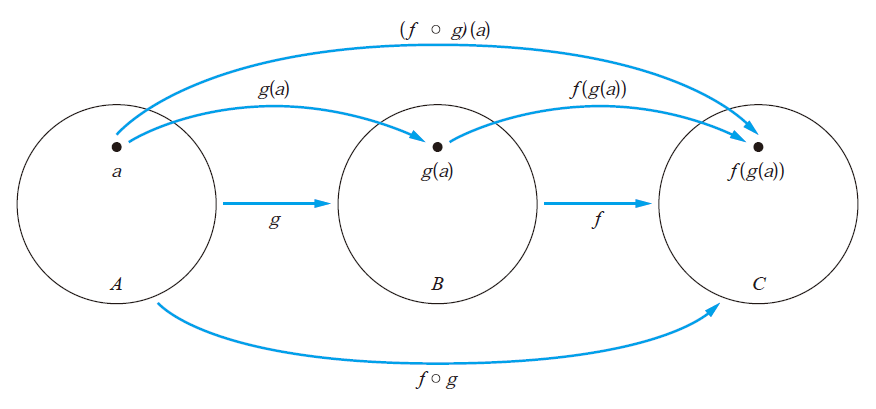 (f ∘ g)(a)
g(a)
f(g(a))
a
g(a)
f(g(a))
g
f
A
B
C
f ∘ g